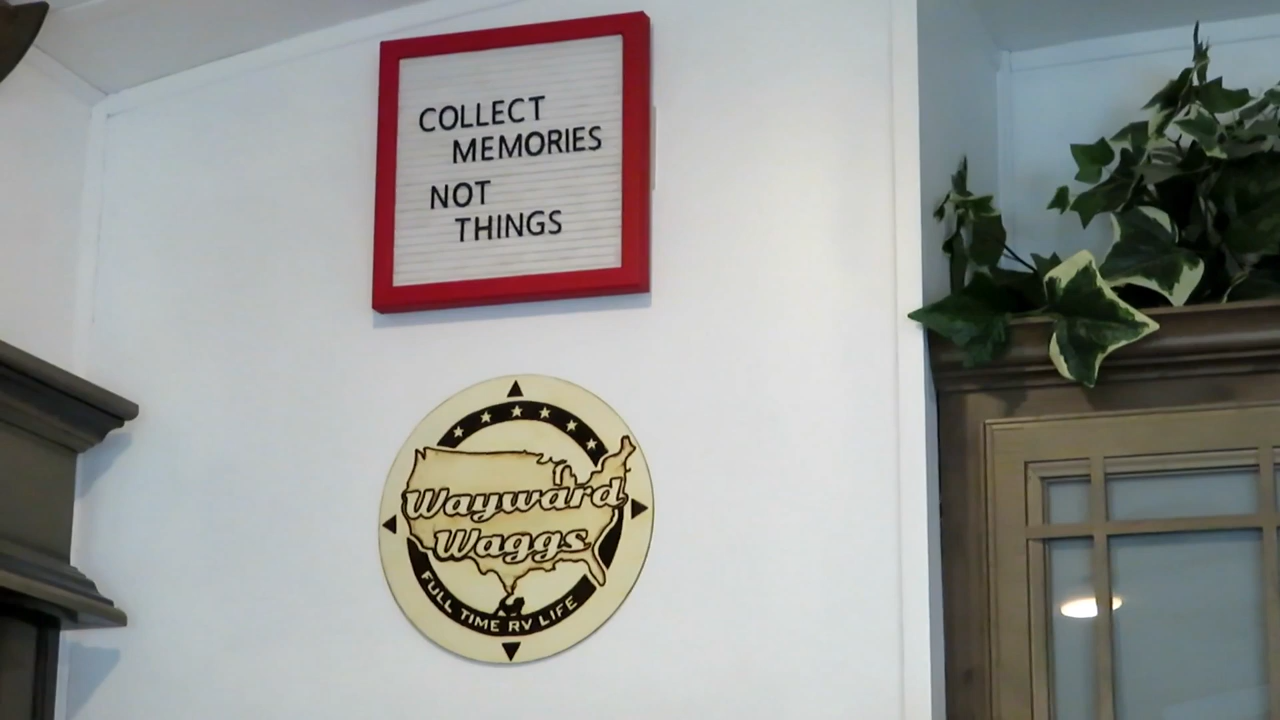 COLLECT
MEMORIES
NOT
THINGS
Wayward
Waggs
FULL TIME RV LIFE